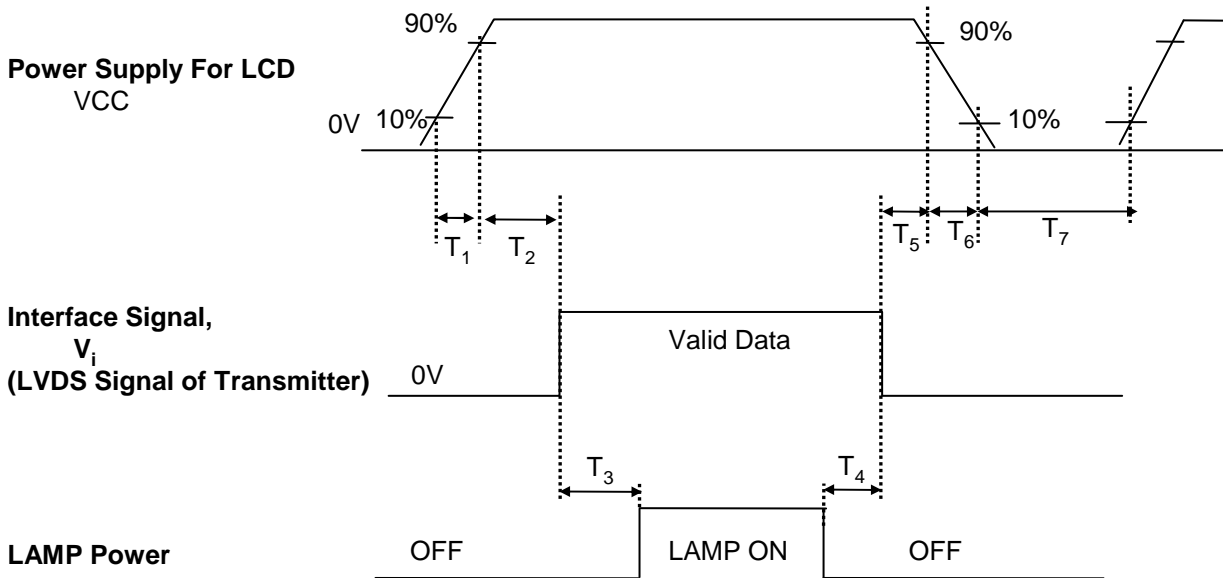 90%
90%
Power Supply For LCD
VCC
0V
10%
10%
T1
T2
T5
T6
T7
Interface Signal,
Vi
(LVDS Signal of Transmitter)
0V
Valid Data
T3
T4
LAMP Power
OFF
LAMP ON
OFF